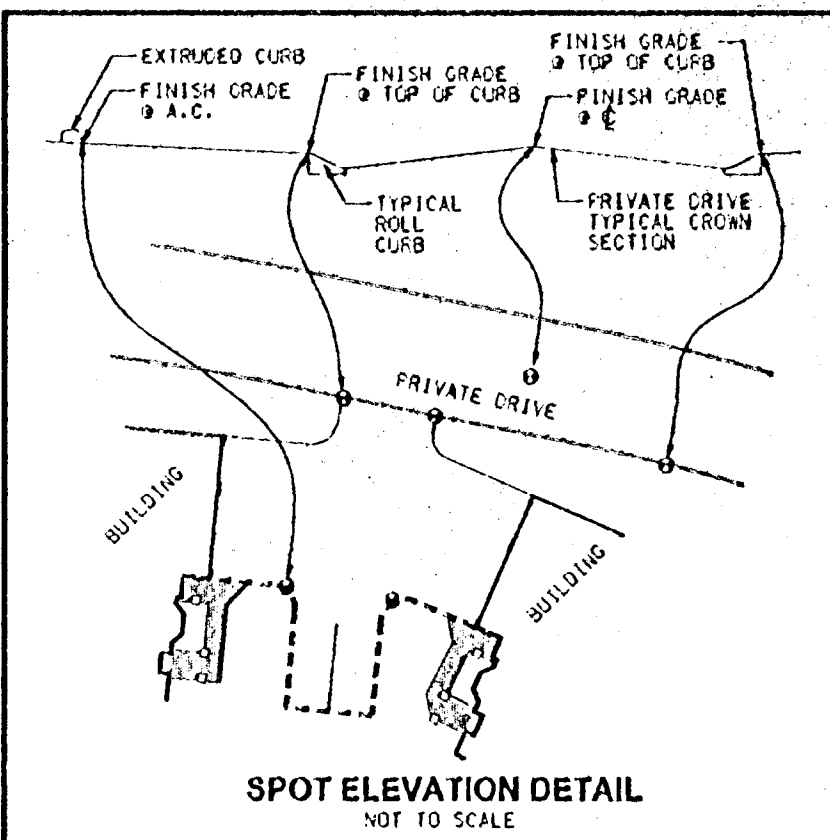 EXTRUDED CURB
FINISH GRADE
@ A.C.
FINISH GRADE
@ TOP OF CURB
FINISH GRADE
@ TOP OF CURB
FINISH GRADE
@ ℄
TYPICAL
ROLL
CURB
PRIVATE DRIVE
TYPICAL CROWN
SECTION
PRIVATE DRIVE
BUILDING
BUILDING
SPOT ELEVATION DETAIL
NOT TO SCALE